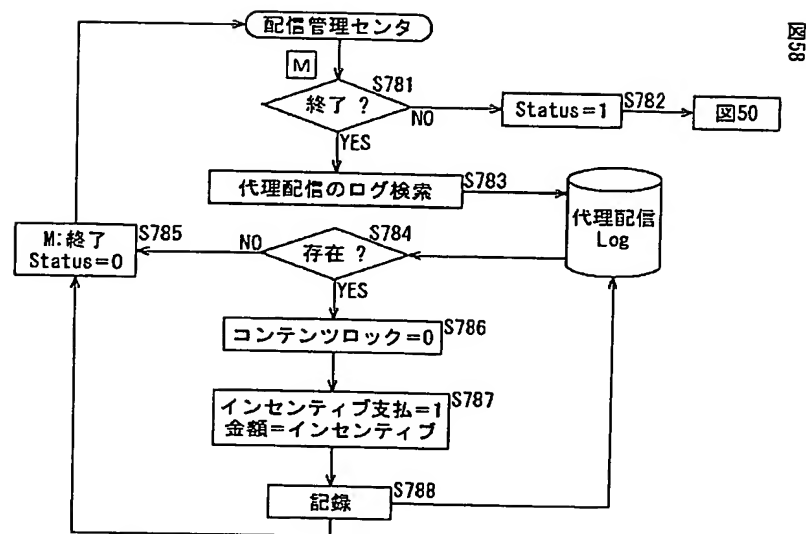 図58
配信管理センタ
M
S781
終了 ?
NO
YES
Status=1
S782
図50
代理配信のログ検索
S783
代理配信
Log
S784
存在 ?
NO
YES
M:終了
Status=0
S785
コンテンツロック=0
S786
インセンティブ支払=1
金額=インセンティブ
S787
記録
S788